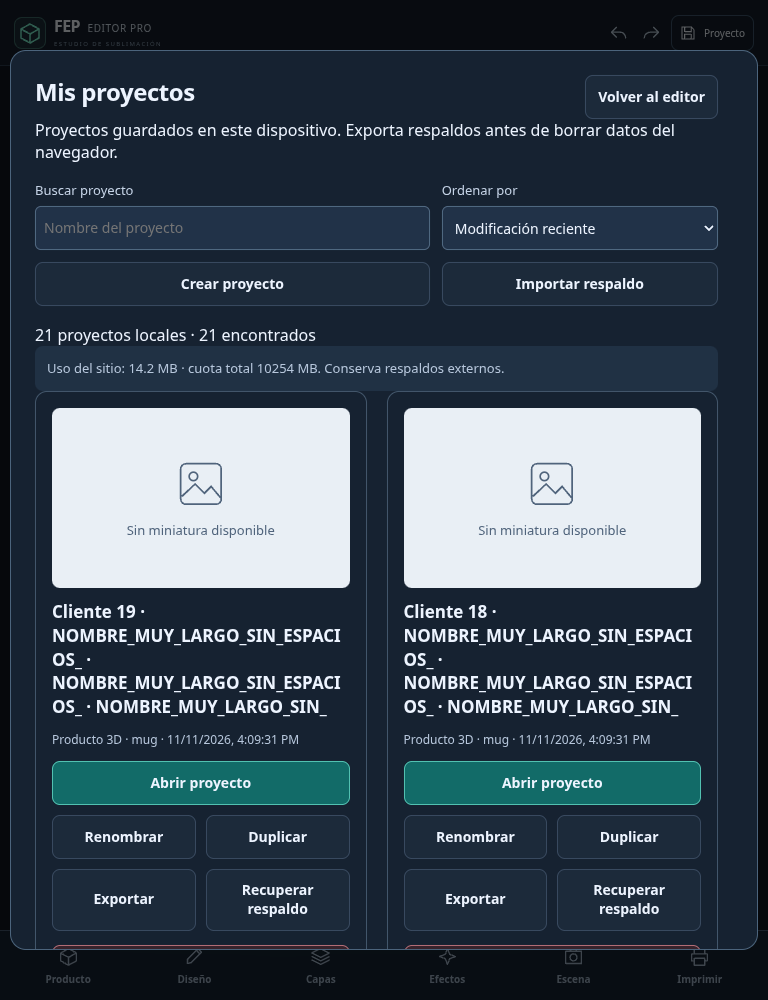 FEP EDITOR PRO
ESTUDIO DE SUBLIMACIÓN
Proyecto
Mis proyectos
Volver al editor
Proyectos guardados en este dispositivo. Exporta respaldos antes de borrar datos del
navegador.
Buscar proyecto
Ordenar por
Nombre del proyecto
Modificación reciente
Crear proyecto
Importar respaldo
21 proyectos locales · 21 encontrados
Uso del sitio: 14.2 MB · cuota total 10254 MB. Conserva respaldos externos.
Sin miniatura disponible
Cliente 19 ·
NOMBRE_MUY_LARGO_SIN_ESPACI
OS_ ·
NOMBRE_MUY_LARGO_SIN_ESPACI
OS_ · NOMBRE_MUY_LARGO_SIN_
Producto 3D · mug · 11/11/2026, 4:09:31 PM
Abrir proyecto
Renombrar
Duplicar
Exportar
Recuperar
respaldo
Sin miniatura disponible
Cliente 18 ·
NOMBRE_MUY_LARGO_SIN_ESPACI
OS_ ·
NOMBRE_MUY_LARGO_SIN_ESPACI
OS_ · NOMBRE_MUY_LARGO_SIN_
Producto 3D · mug · 11/11/2026, 4:09:31 PM
Abrir proyecto
Renombrar
Duplicar
Exportar
Recuperar
respaldo
Producto
Diseño
Capas
Efectos
Escena
Imprimir